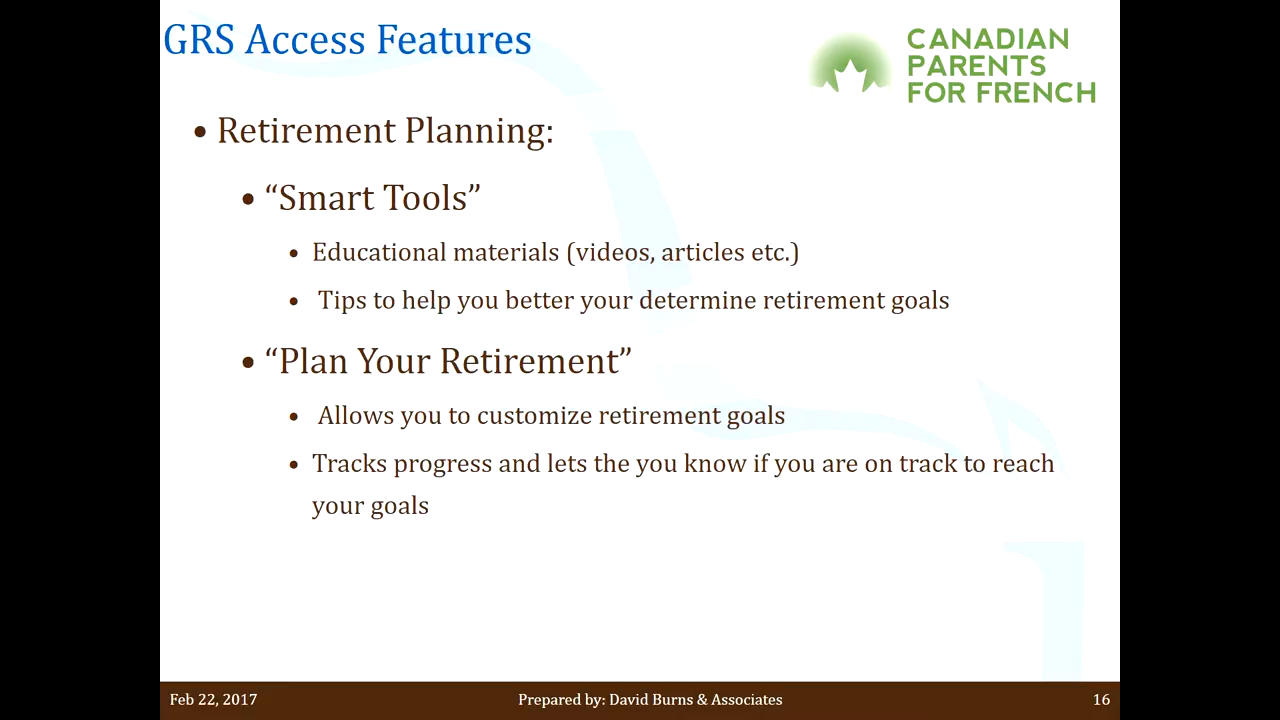 GRS Access Features
CANADIAN
PARENTS
FOR FRENCH
• Retirement Planning:
• “Smart Tools”
• Educational materials (videos, articles etc.)
• Tips to help you better your determine retirement goals
• “Plan Your Retirement”
• Allows you to customize retirement goals
• Tracks progress and lets the you know if you are on track to reach
your goals
Feb 22, 2017
Prepared by: David Burns & Associates
16